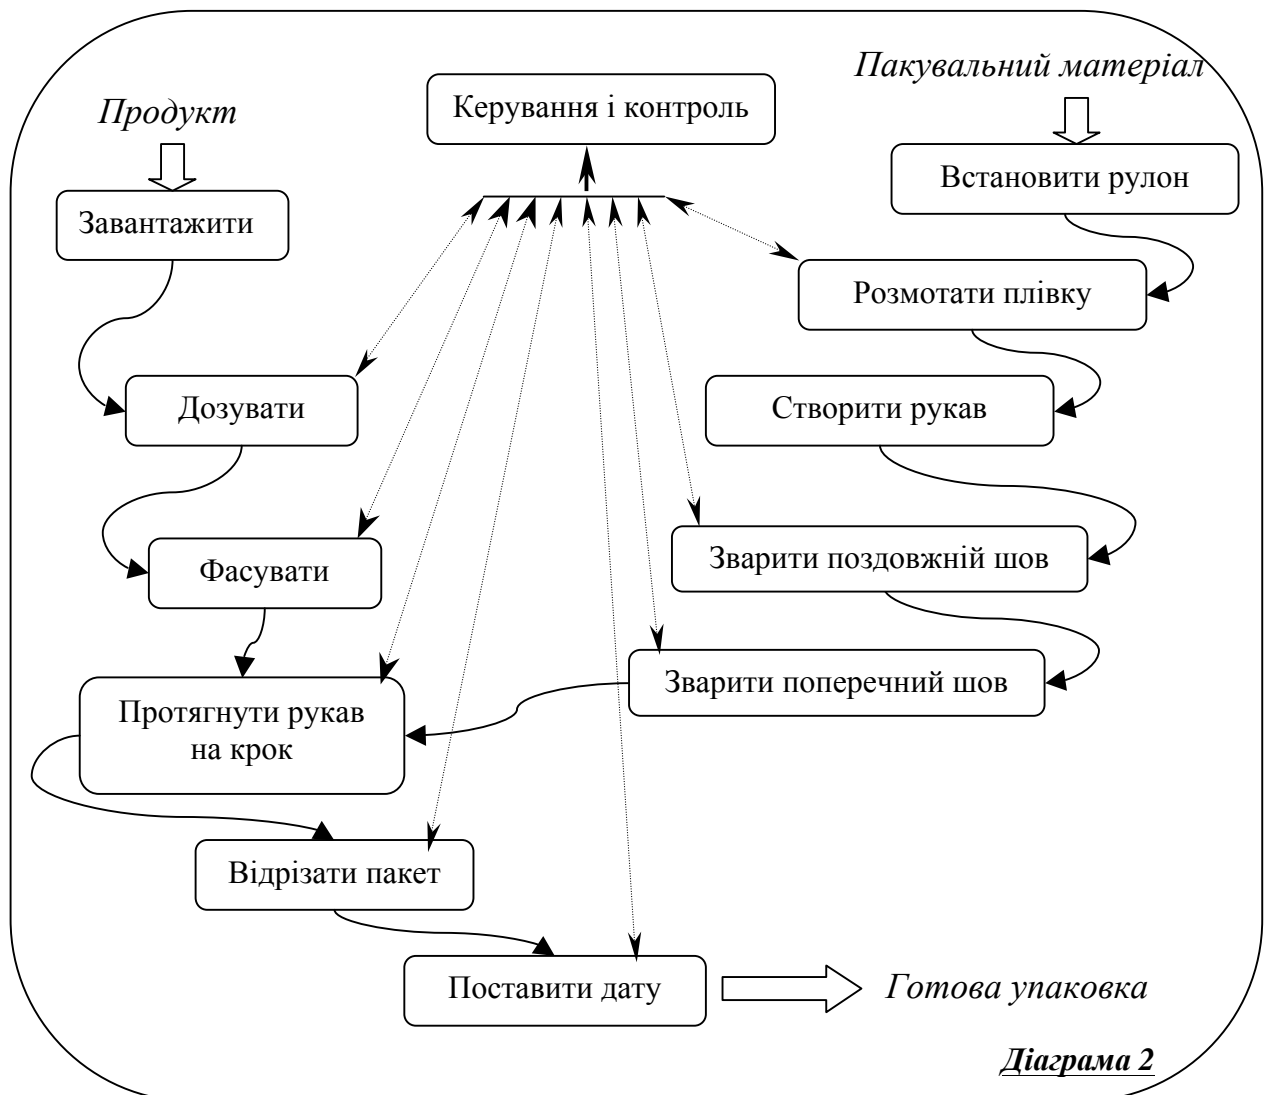 Пакувальний матеріал
Продукт
Керування і контроль
Встановити рулон
Завантажити
Розмотати плівку
Дозувати
Створити рукав
Фасувати
Зварити поздовжній шов
Зварити поперечний шов
Протягнути рукав
на крок
Відрізати пакет
Поставити дату
Готова упаковка
Діаграма 2